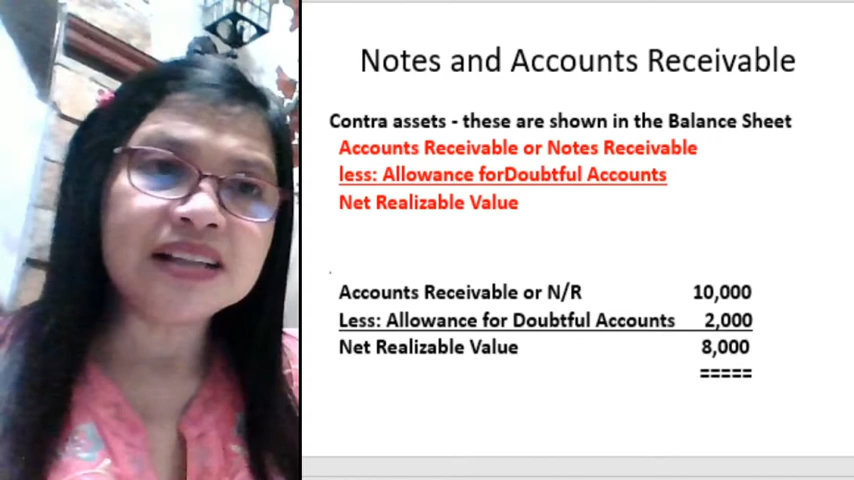 Notes and Accounts Receivable
Contra assets - these are shown in the Balance Sheet
Accounts Receivable or Notes Receivable
less: Allowance forDoubtful Accounts
Net Realizable Value
Accounts Receivable or N/R 10,000
Less: Allowance for Doubtful Accounts 2,000
Net Realizable Value 8,000
=====